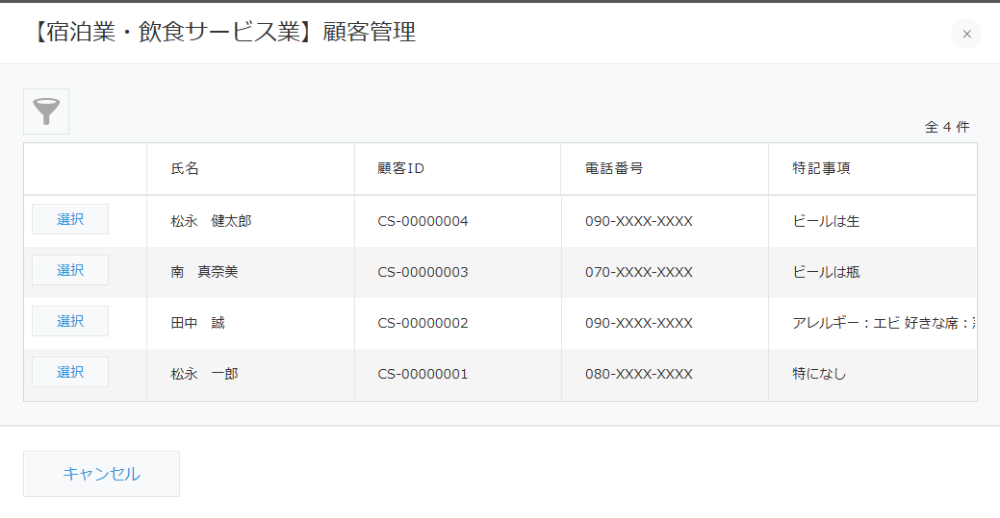 【宿泊業・飲食サービス業】顧客管理
×
全 4 件
氏名 顧客ID 電話番号 特記事項
選択 松永　健太郎 CS-00000004 090-XXXX-XXXX ビールは生
選択 南　真奈美 CS-00000003 070-XXXX-XXXX ビールは瓶
選択 田中　誠 CS-00000002 090-XXXX-XXXX アレルギー：エビ 好きな席：
選択 松永　一郎 CS-00000001 080-XXXX-XXXX 特になし
キャンセル